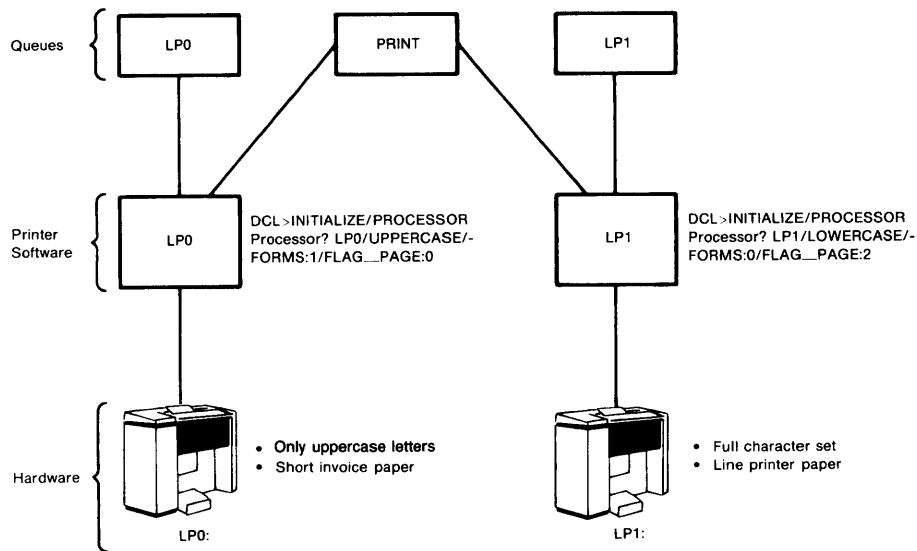 Queues
LP0
PRINT
LP1
Printer
Software
LP0
DCL>INITIALIZE/PROCESSOR
Processor? LP0/UPPERCASE/-
FORMS:1/FLAG__PAGE:0
LP1
DCL>INITIALIZE/PROCESSOR
Processor? LP1/LOWERCASE/-
FORMS:0/FLAG__PAGE:2
Hardware
• Only uppercase letters
• Short invoice paper
LP0:
• Full character set
• Line printer paper
LP1: